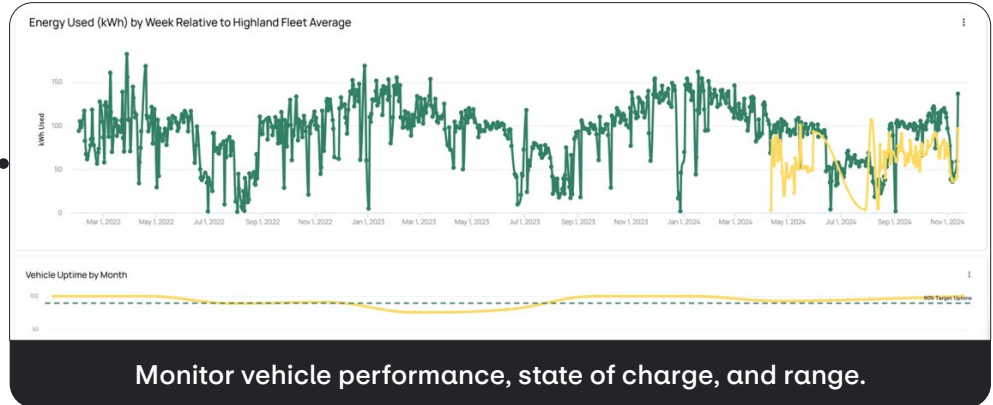 Energy Used (kWh) by Week Relative to Highland Fleet Average
kWh Used
150
100
50
0
Mar 1, 2022 May 1, 2022 Jul 1, 2022 Sep 1, 2022 Nov 1, 2022 Jan 1, 2023 Mar 1, 2023 May 1, 2023 Jul 1, 2023 Sep 1, 2023 Nov 1, 2023 Jan 1, 2024 Mar 1, 2024 May 1, 2024 Jul 1, 2024 Sep 1, 2024 Nov 1, 2024
Vehicle Uptime by Month
100
90% Target Uptime
Monitor vehicle performance, state of charge, and range.